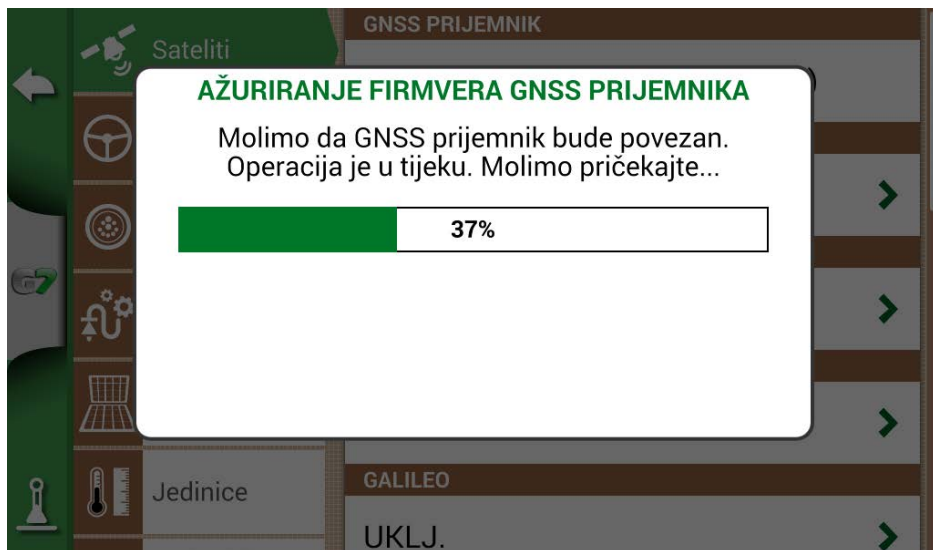 GNSS PRIJEMNIK
Sateliti
AŽURIRANJE FIRMVERA GNSS PRIJEMNIKA
Molimo da GNSS prijemnik bude povezan.
Operacija je u tijeku. Molimo pričekajte...
37%
G7
Jedinice
GALILEO
UKLJ.